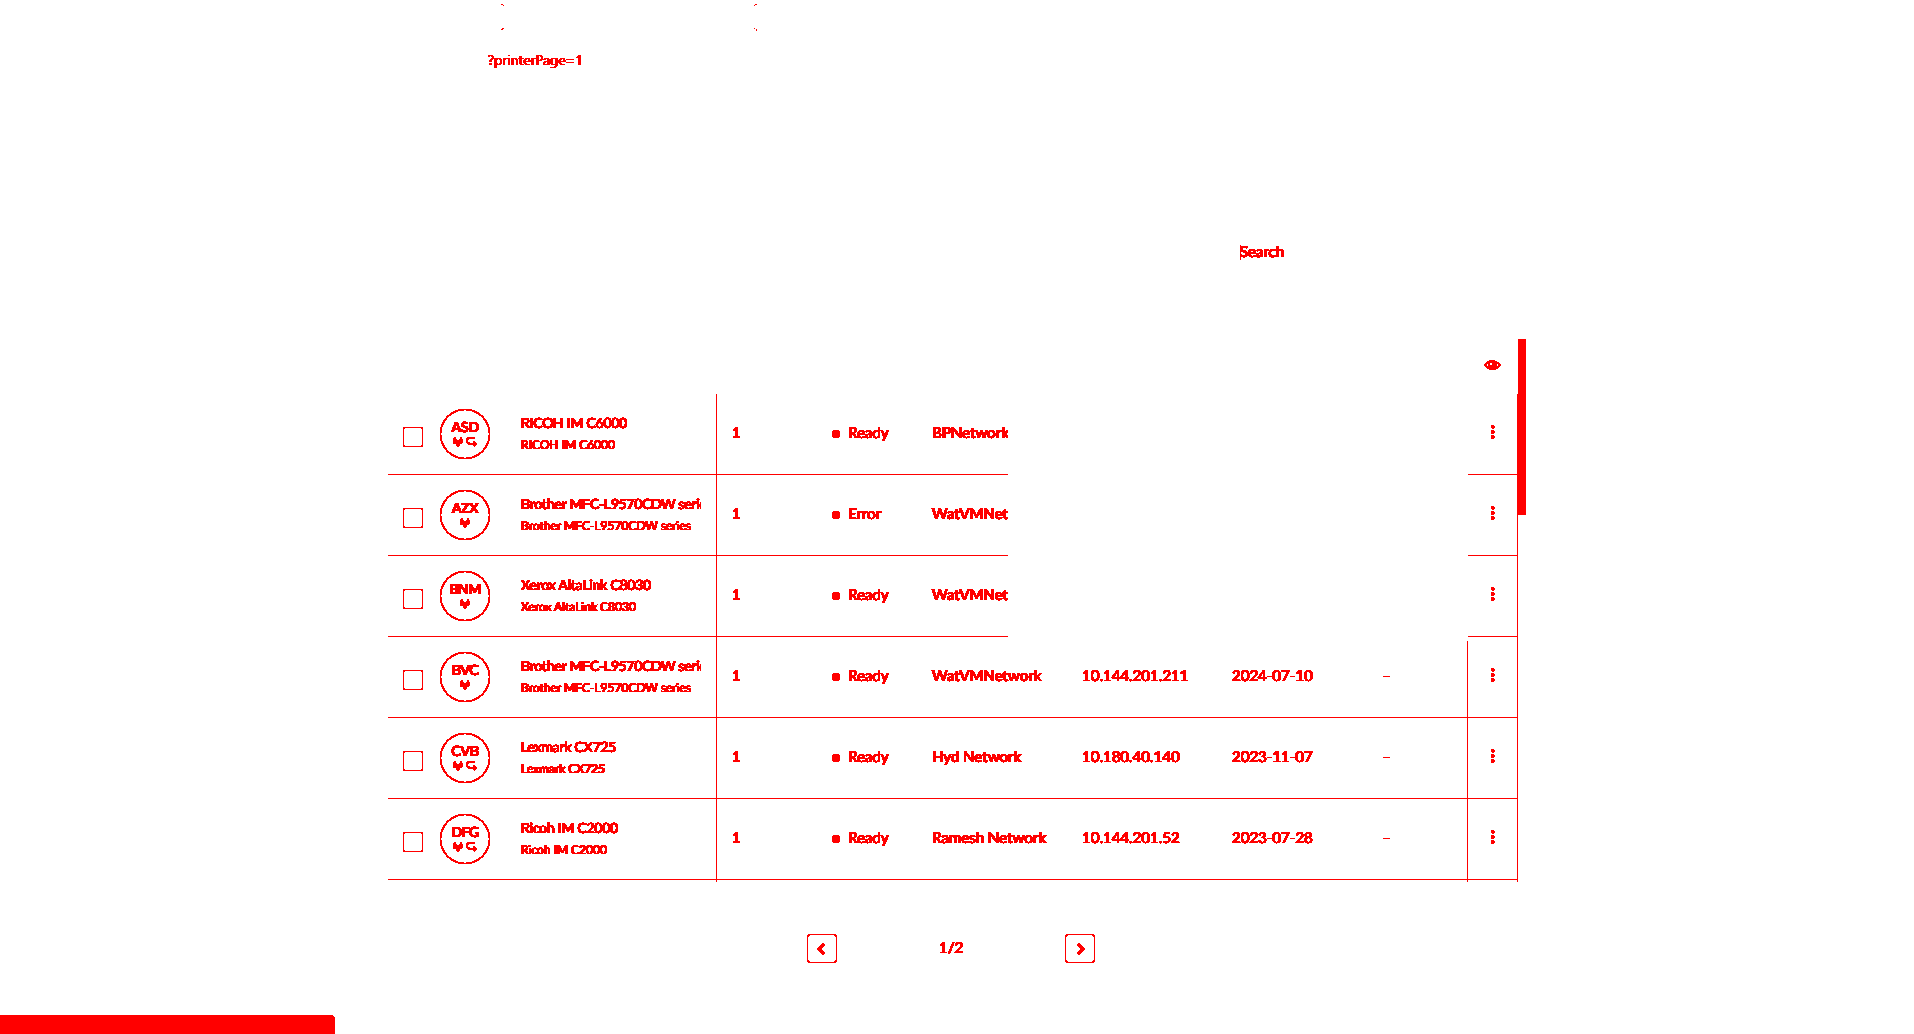 ?printerPage=1
Search
ASD RICOH IM C6000 1 Ready BPNetwork
RICOH IM C6000
AZX Brother MFC-L9570CDW seri 1 Error WatVMNet
Brother MFC-L9570CDW series
BNM Xerox AltaLink C8030 1 Ready WatVMNet
Xerox AltaLink C8030
BVC Brother MFC-L9570CDW seri 1 Ready WatVMNetwork 10.144.201.211 2024-07-10 –
Brother MFC-L9570CDW series
CVB Lexmark CX725 1 Ready Hyd Network 10.180.40.140 2023-11-07 –
Lexmark CX725
DFG Ricoh IM C2000 1 Ready Ramesh Network 10.144.201.52 2023-07-28 –
Ricoh IM C2000
1/2